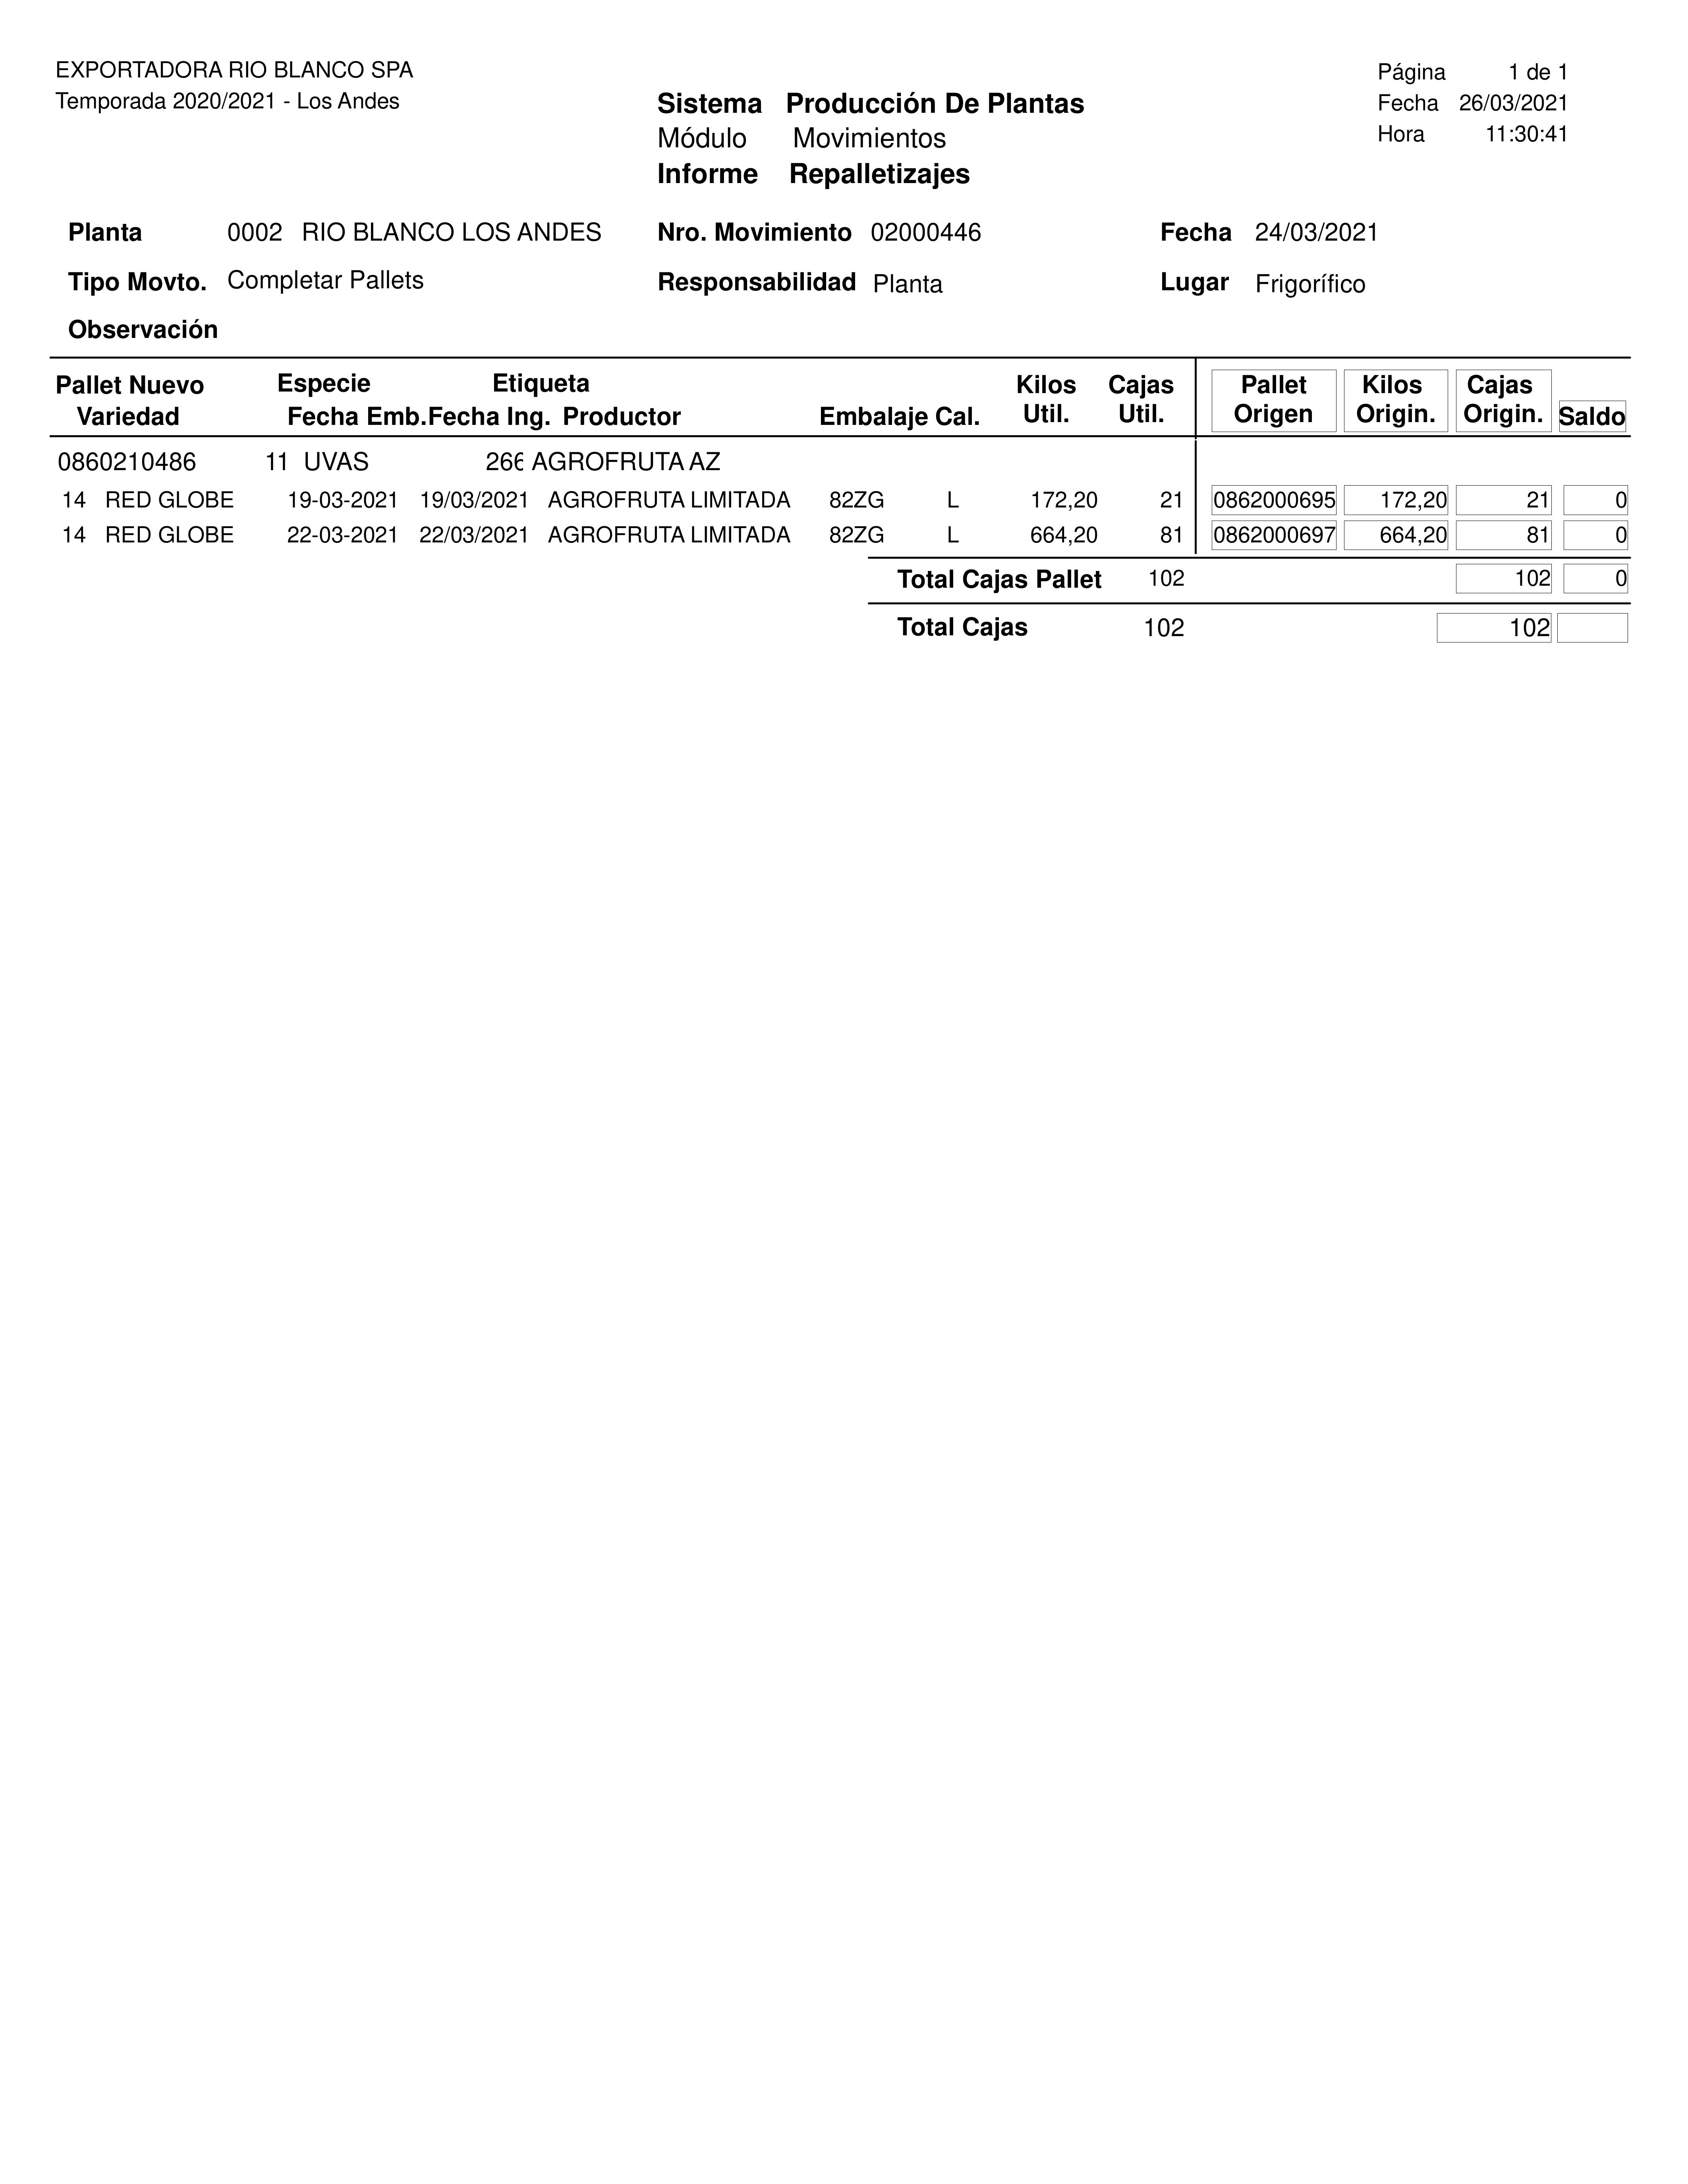 EXPORTADORA RIO BLANCO SPA
Temporada 2020/2021 - Los Andes
Página 1 de 1
Fecha 26/03/2021
Hora 11:30:41
Sistema Producción De Plantas
Módulo Movimientos
Informe Repalletizajes
Planta 0002 RIO BLANCO LOS ANDES Nro. Movimiento 02000446 Fecha 24/03/2021
Tipo Movto. Completar Pallets Responsabilidad Planta Lugar Frigorífico
Observación
Pallet Nuevo Especie Etiqueta Kilos Cajas Pallet Kilos Cajas
Variedad Fecha Emb. Fecha Ing. Productor Embalaje Cal. Util. Util. Origen Origin. Origin. Saldo
0860210486 11 UVAS 266 AGROFRUTA AZ
14 RED GLOBE 19-03-2021 19/03/2021 AGROFRUTA LIMITADA 82ZG L 172,20 21 0862000695 172,20 21 0
14 RED GLOBE 22-03-2021 22/03/2021 AGROFRUTA LIMITADA 82ZG L 664,20 81 0862000697 664,20 81 0
Total Cajas Pallet 102 102 0
Total Cajas 102 102